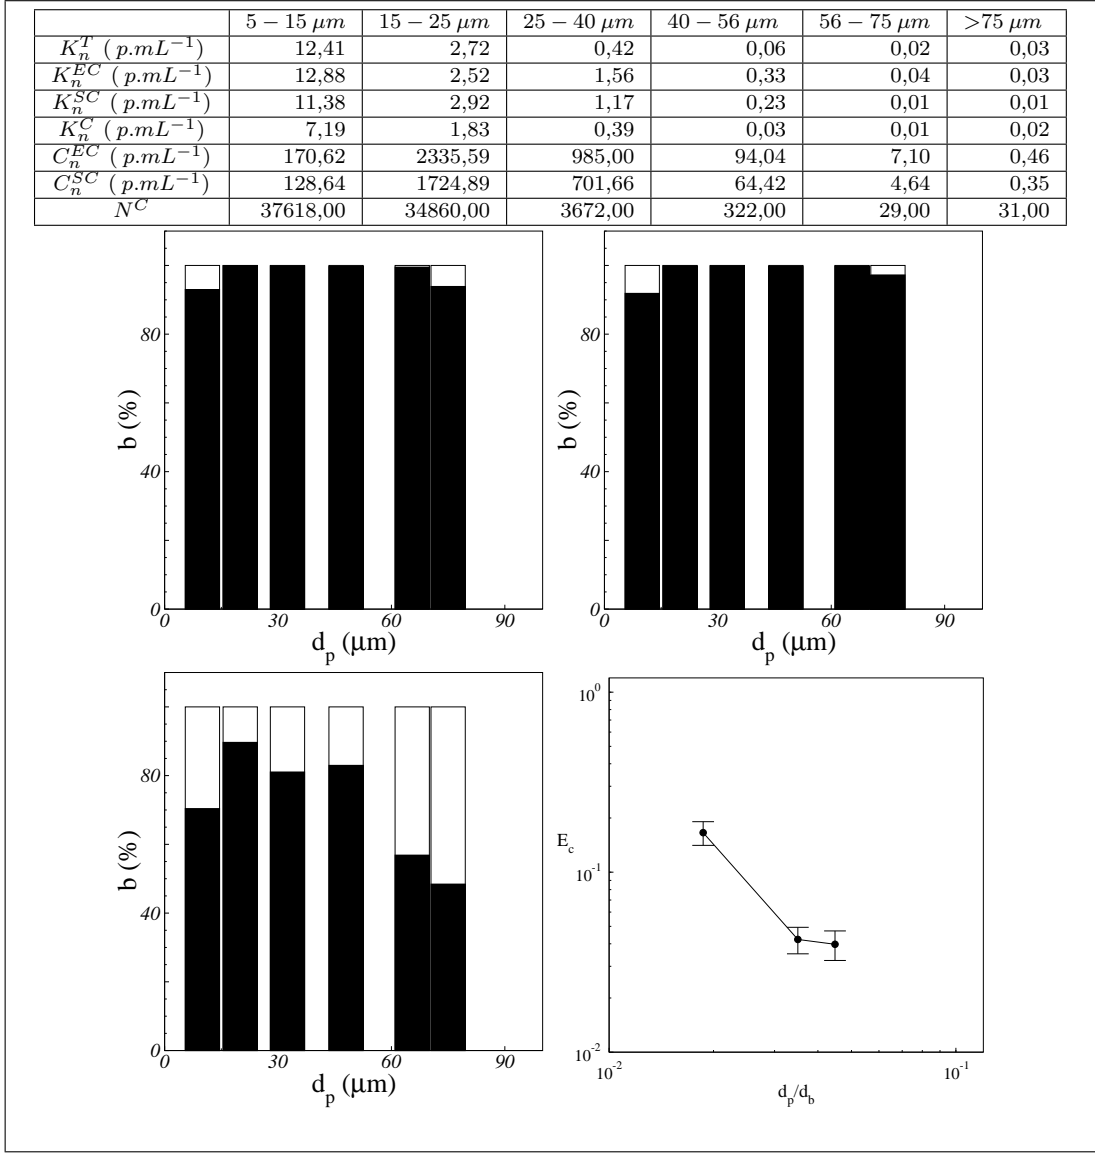 5 − 15 μm 15 − 25 μm 25 − 40 μm 40 − 56 μm 56 − 75 μm >75 μm
K_n^T ( p.mL^{−1}) 12,41 2,72 0,42 0,06 0,02 0,03
K_n^{EC} ( p.mL^{−1}) 12,88 2,52 1,56 0,33 0,04 0,03
K_n^{SC} ( p.mL^{−1}) 11,38 2,92 1,17 0,23 0,01 0,01
K_n^C ( p.mL^{−1}) 7,19 1,83 0,39 0,03 0,01 0,02
C_n^{EC} ( p.mL^{−1}) 170,62 2335,59 985,00 94,04 7,10 0,46
C_n^{SC} ( p.mL^{−1}) 128,64 1724,89 701,66 64,42 4,64 0,35
N^C 37618,00 34860,00 3672,00 322,00 29,00 31,00
80
40
0
b (%)
0 30 60 90
d_p (μm)
80
40
0
b (%)
0 30 60 90
d_p (μm)
80
40
0
b (%)
0 30 60 90
d_p (μm)
10^0
10^{-1}
10^{-2}
E_c
10^{-2} 10^{-1}
d_p/d_b